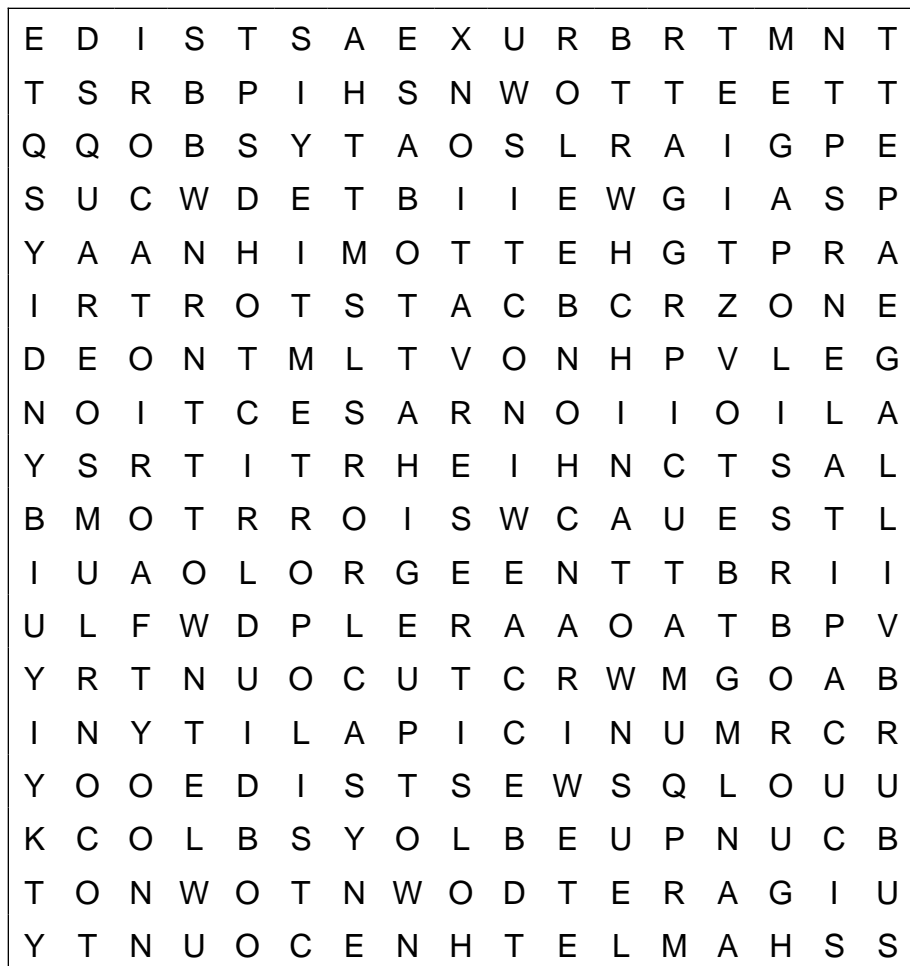 E D I S T S A E X U R B R T M N T
T S R B P I H S N W O T T E E T T
Q Q O B S Y T A O S L R A I G P E
S U C W D E T B I I E W G I A S P
Y A A N H I M O T T E H G T P R A
I R T R O T S T A C B C R Z O N E
D E O N T M L T V O N H P V L E G
N O I T C E S A R N O I I O I L A
Y S R T I T R H E I H N C T S A L
B M O T R R O I S W C A U E S T L
I U A O L O R G E E N T T B R I I
U L F W D P L E R A A O A T B P V
Y R T N U O C U T C R W M G O A B
I N Y T I L A P I C I N U M R C R
Y O O E D I S T S E W S Q L O U U
K C O L B S Y O L B E U P N U C B
T O N W O T N W O D T E R A G I U
Y T N U O C E N H T E L M A H S S